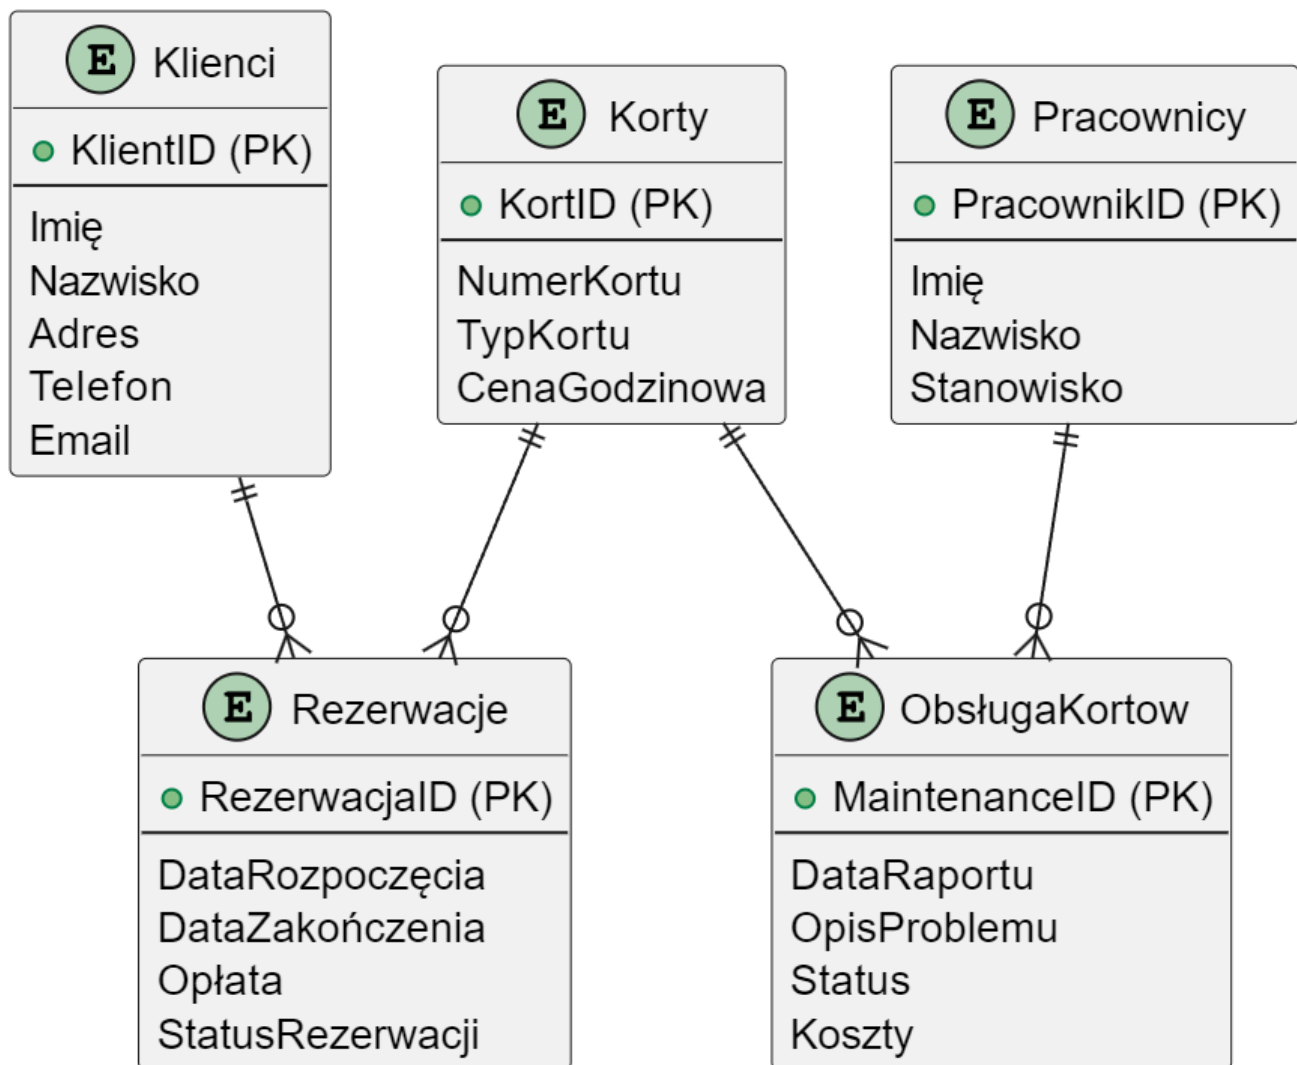 E Klienci
KlientID (PK)
Imię
Nazwisko
Adres
Telefon
Email
E Korty
KortID (PK)
NumerKortu
TypKortu
CenaGodzinowa
E Pracownicy
PracownikID (PK)
Imię
Nazwisko
Stanowisko
E Rezerwacje
RezerwacjaID (PK)
DataRozpoczęcia
DataZakończenia
Opłata
StatusRezerwacji
E ObsługaKortow
MaintenanceID (PK)
DataRaportu
OpisProblemu
Status
Koszty